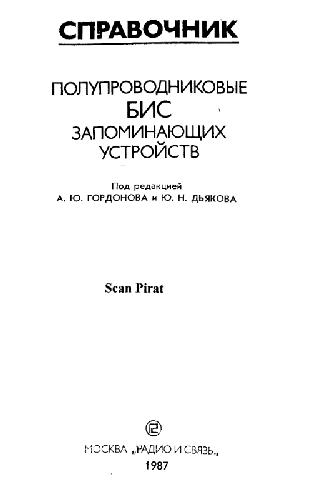 СПРАВОЧНИК
ПОЛУПРОВОДНИКОВЫЕ
БИС
ЗАПОМИНАЮЩИХ
УСТРОЙСТВ
Под редакцией
А. Ю. ГОРДОНОВА и Ю. Н. ДЬЯКОВА
Scan Pirat
МОСКВА „РАДИО И СВЯЗЬ„
1987